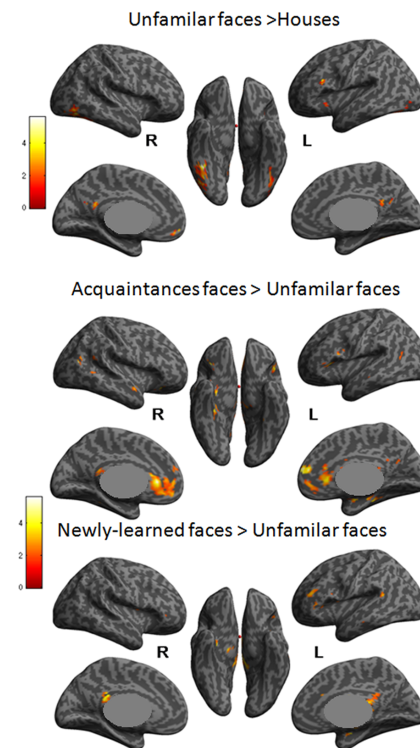 Unfamilar faces >Houses
R
L
4
2
0
Acquaintances faces > Unfamilar faces
R
L
4
2
0
Newly-learned faces > Unfamilar faces
R
L